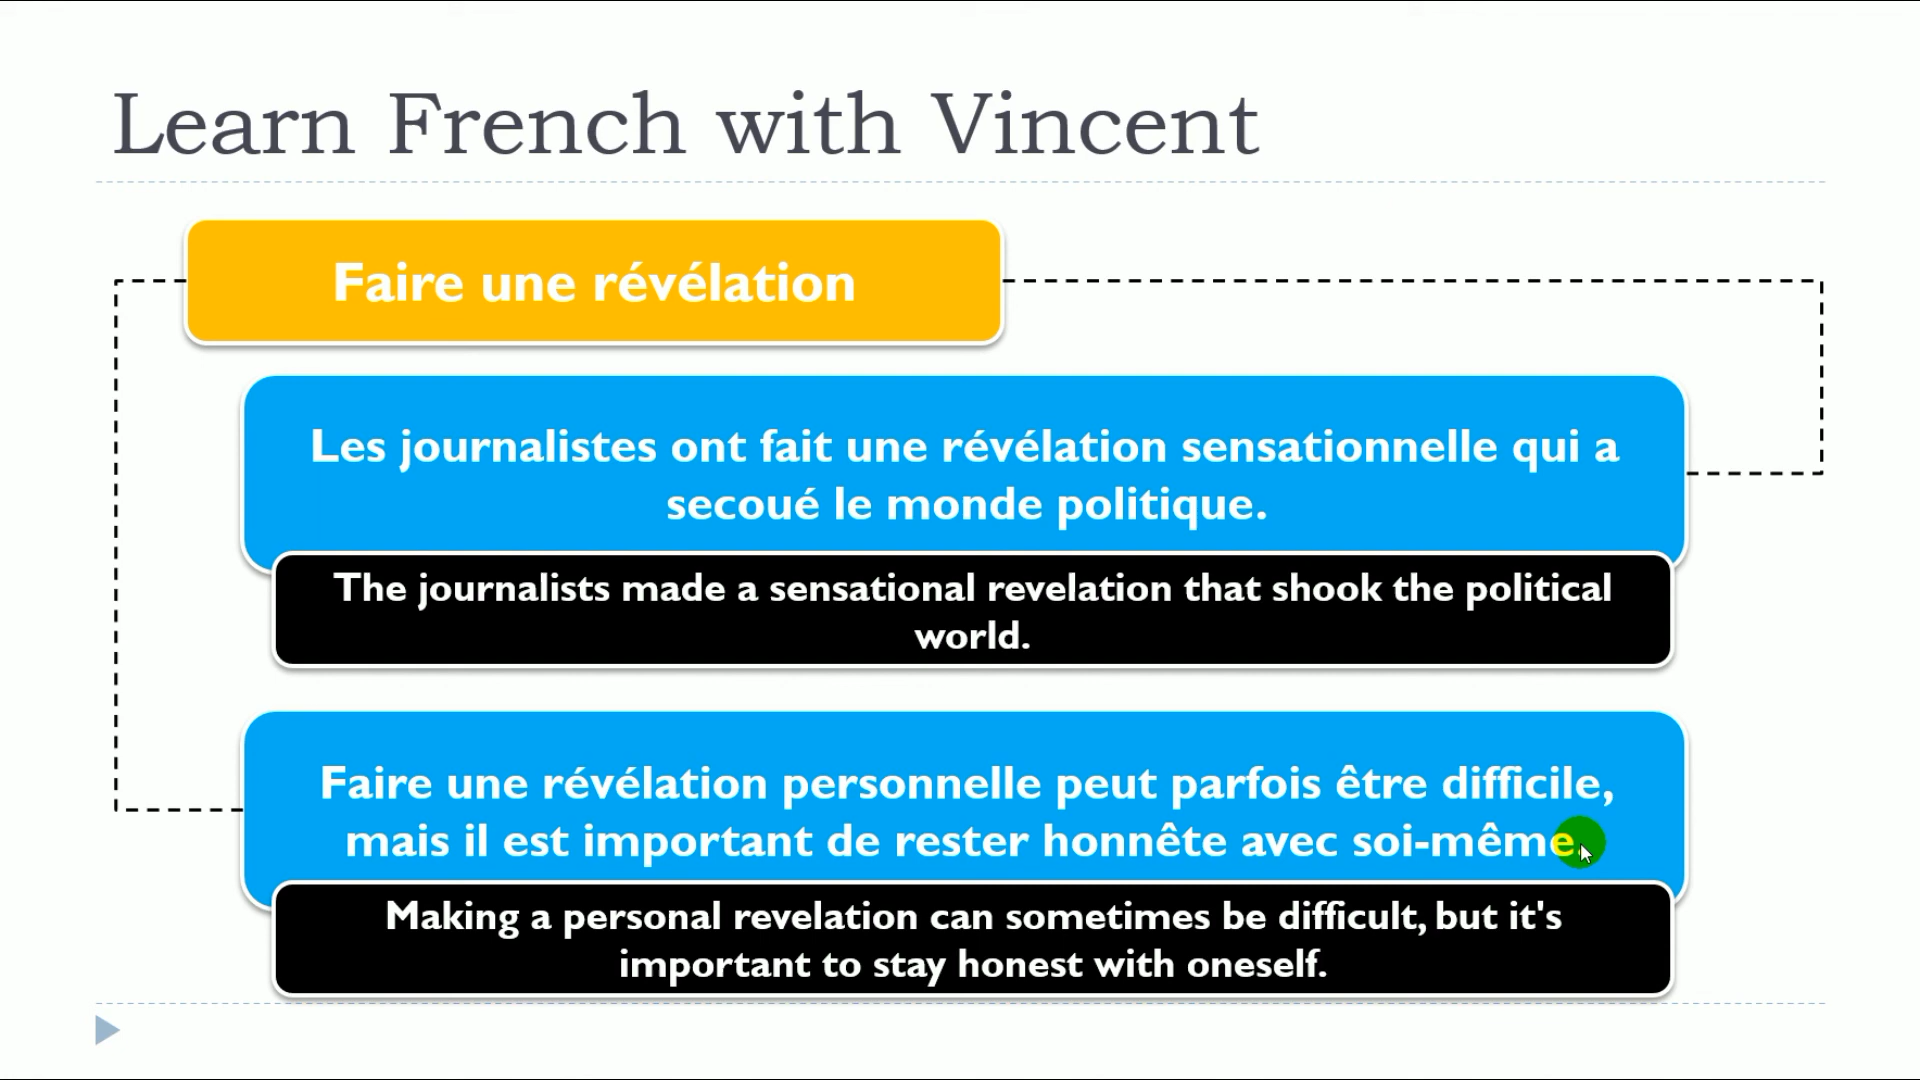 Learn French with Vincent
Faire une révélation
Les journalistes ont fait une révélation sensationnelle qui a
secoué le monde politique.
The journalists made a sensational revelation that shook the political
world.
Faire une révélation personnelle peut parfois être difficile,
mais il est important de rester honnête avec soi-même.
Making a personal revelation can sometimes be difficult, but it's
important to stay honest with oneself.